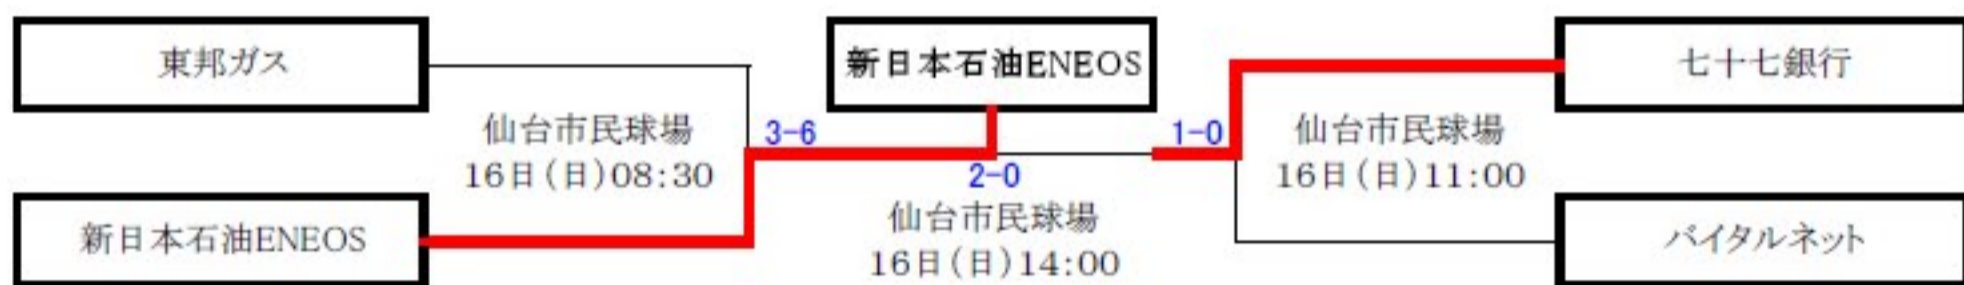 東邦ガス
新日本石油ENEOS
七十七銀行
仙台市民球場
16日(日)08:30
3-6
1-0
仙台市民球場
16日(日)11:00
2-0
新日本石油ENEOS
仙台市民球場
16日(日)14:00
バイタルネット